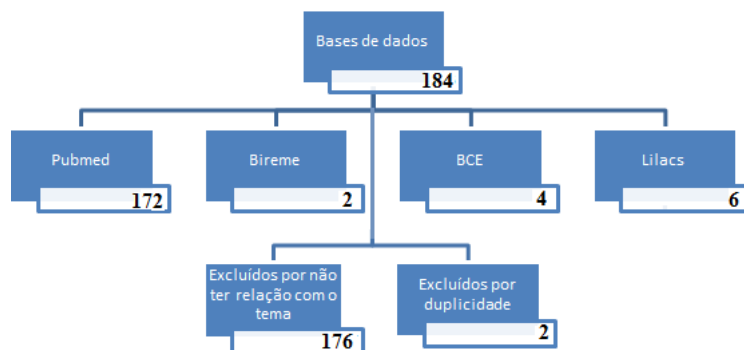 Bases de dados
184
Pubmed
172
Bireme
2
BCE
4
Lilacs
6
Excluídos por não
ter relação com o
tema
176
Excluídos por
duplicidade
2